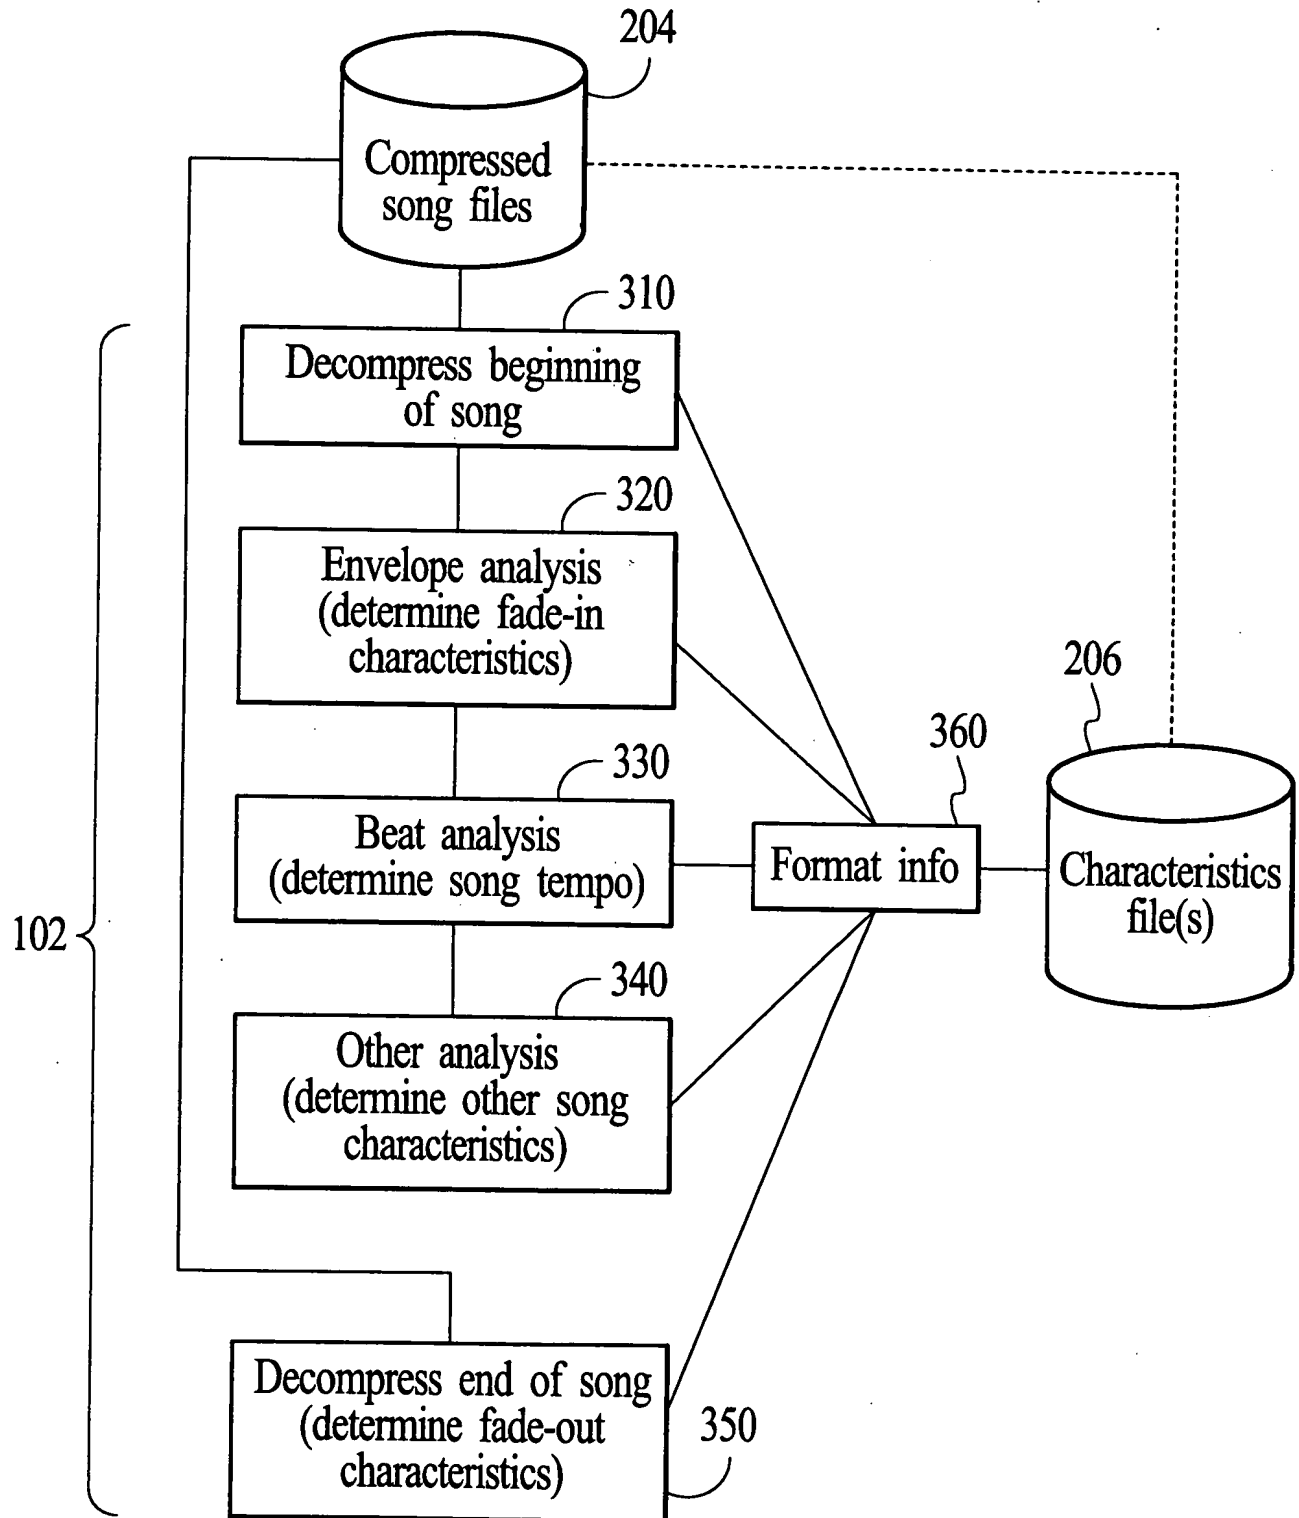 204
Compressed
song files
310
Decompress beginning
of song
320
Envelope analysis
(determine fade-in
characteristics)
330
Beat analysis
(determine song tempo)
340
Other analysis
(determine other song
characteristics)
Decompress end of song
(determine fade-out
characteristics)
350
360
Format info
206
Characteristics
file(s)
102